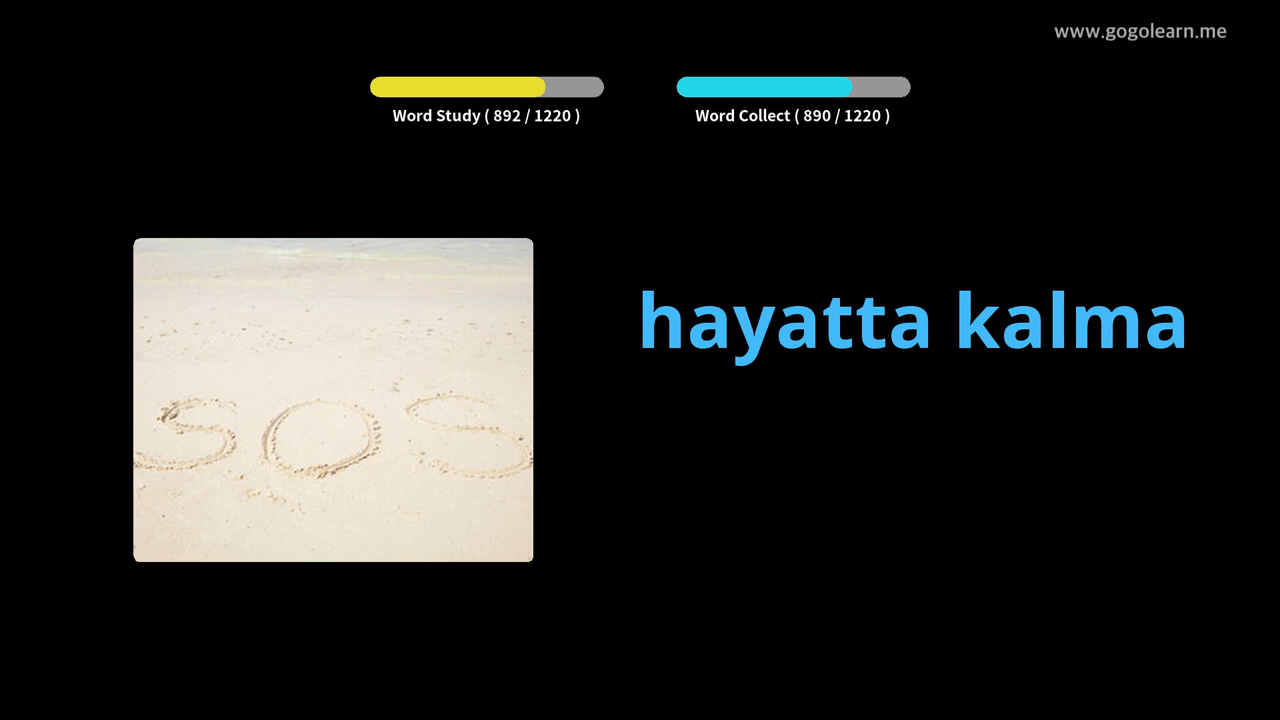 www.gogolearn.me
Word Study ( 892 / 1220 )
Word Collect ( 890 / 1220 )
SOS
hayatta kalma